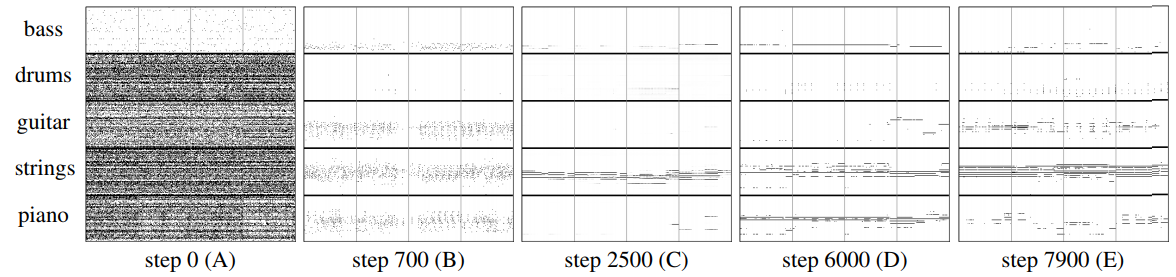 bass
drums
guitar
strings
piano
step 0 (A) step 700 (B) step 2500 (C) step 6000 (D) step 7900 (E)